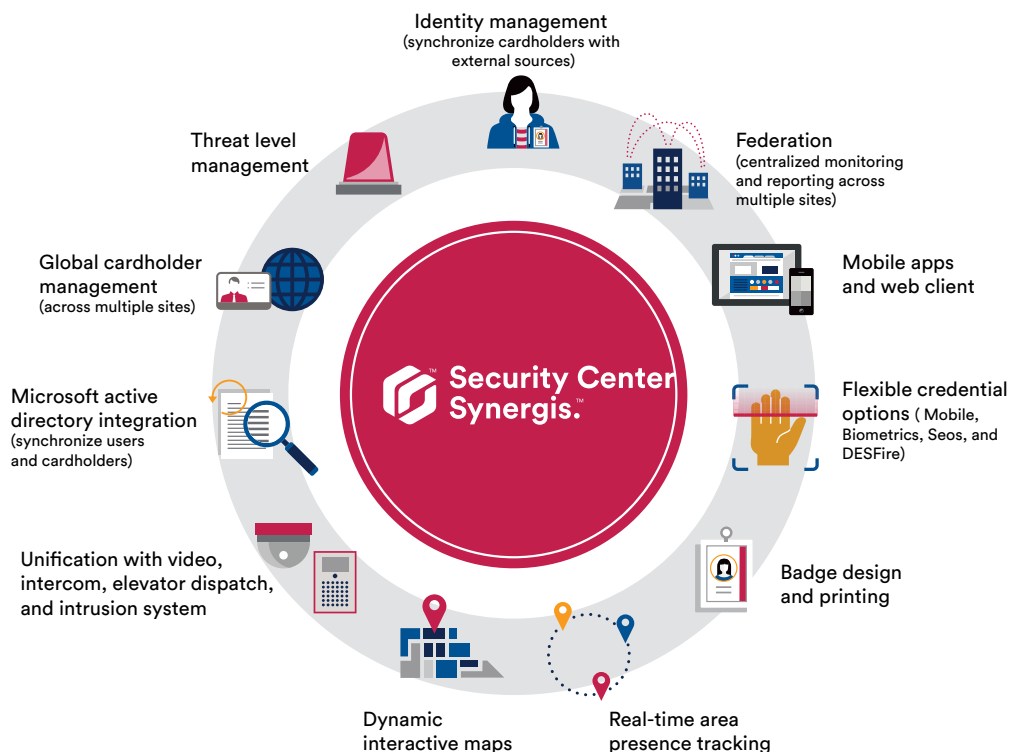 Identity management
(synchronize cardholders with
external sources)
Threat level
management
Federation
(centralized monitoring
and reporting across
multiple sites)
Global cardholder
management
(across multiple sites)
Mobile apps
and web client
Security Center
Synergis.™
™
Microsoft active
directory integration
(synchronize users
and cardholders)
Flexible credential
options ( Mobile,
Biometrics, Seos, and
DESFire)
Unification with video,
intercom, elevator dispatch,
and intrusion system
Badge design
and printing
Dynamic
interactive maps
Real-time area
presence tracking